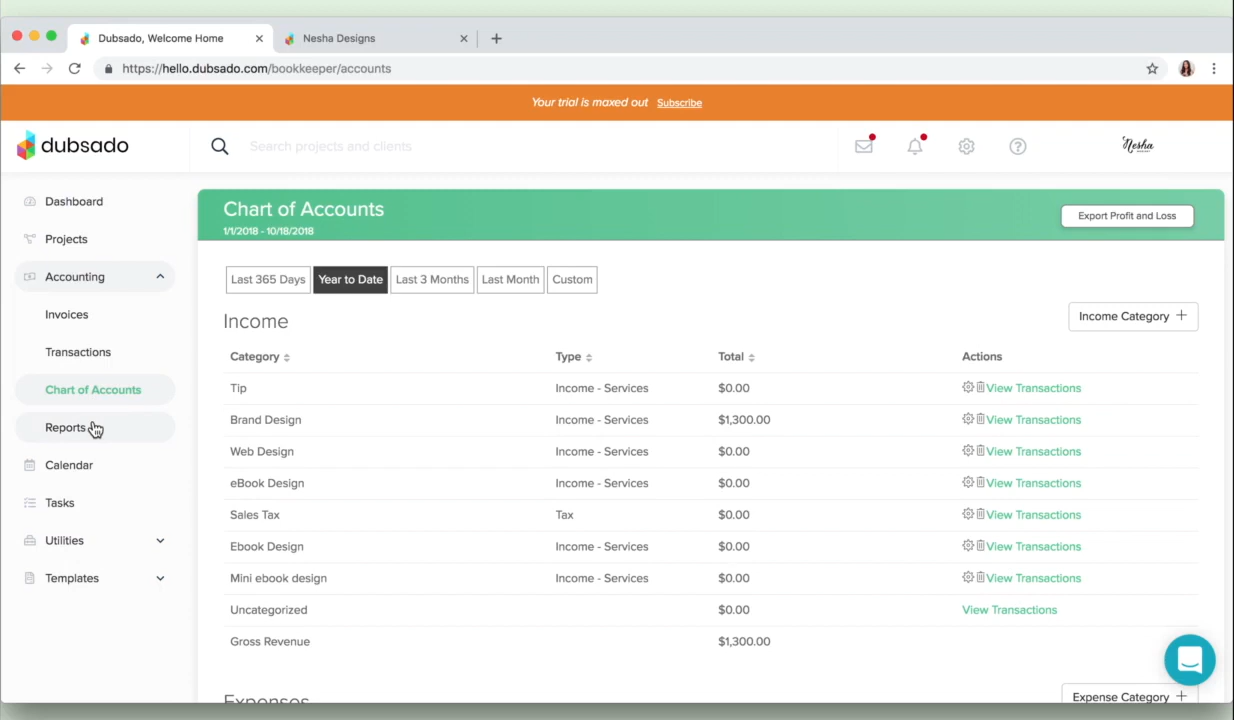 Dubsado, Welcome Home
Nesha Designs
https://hello.dubsado.com/bookkeeper/accounts
Your trial is maxed out Subscribe
dubsado
Search projects and clients
Nesha
Dashboard
Projects
Accounting
Invoices
Transactions
Chart of Accounts
Reports
Calendar
Tasks
Utilities
Templates
Chart of Accounts
1/1/2018 - 10/18/2018
Export Profit and Loss
Last 365 Days Year to Date Last 3 Months Last Month Custom
Income
Income Category +
Category Type Total Actions
Tip Income - Services $0.00 View Transactions
Brand Design Income - Services $1,300.00 View Transactions
Web Design Income - Services $0.00 View Transactions
eBook Design Income - Services $0.00 View Transactions
Sales Tax Tax $0.00 View Transactions
Ebook Design Income - Services $0.00 View Transactions
Mini ebook design Income - Services $0.00 View Transactions
Uncategorized $0.00 View Transactions
Gross Revenue $1,300.00
Expenses
Expense Category +